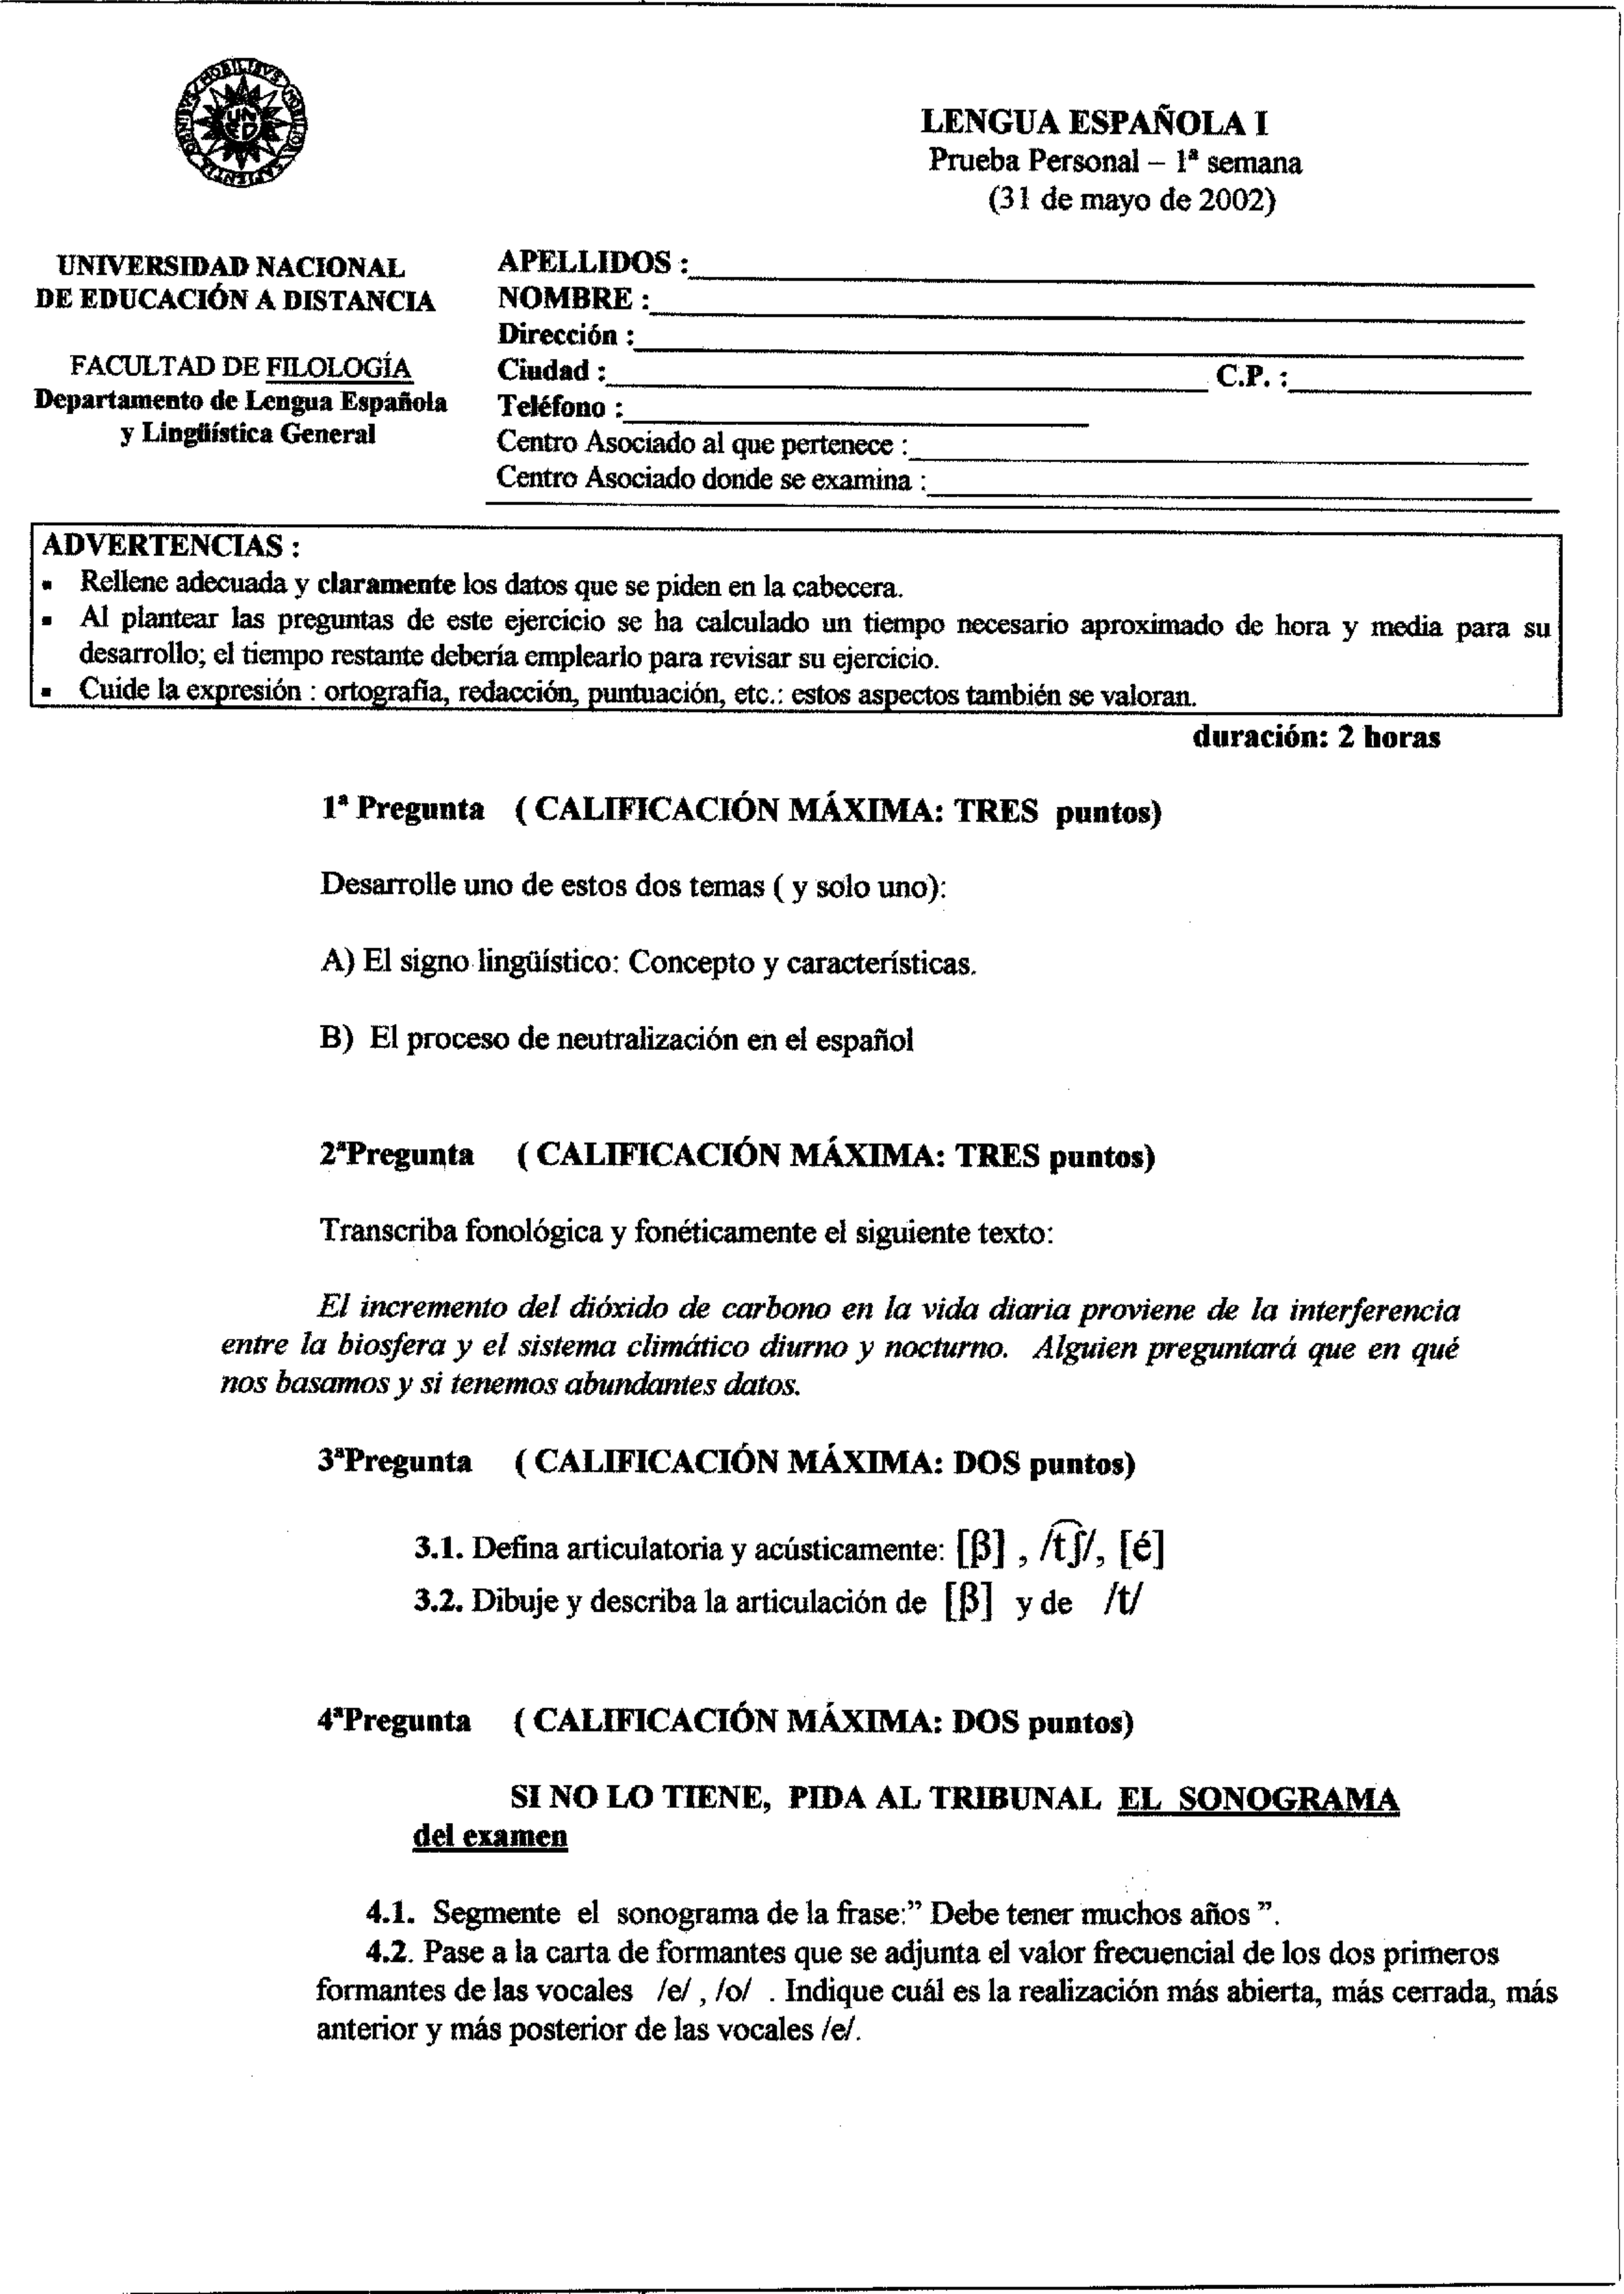 LENGUA ESPAÑOLA I
Prueba Personal – 1ª semana
(31 de mayo de 2002)
UNED
UNIVERSIDAD NACIONAL
DE EDUCACIÓN A DISTANCIA
FACULTAD DE FILOLOGÍA
Departamento de Lengua Española
y Lingüística General
APELLIDOS :
NOMBRE :
Dirección :
Ciudad : C.P. :
Teléfono :
Centro Asociado al que pertenece :
Centro Asociado donde se examina :
ADVERTENCIAS :
▪ Rellene adecuada y claramente los datos que se piden en la cabecera.
▪ Al plantear las preguntas de este ejercicio se ha calculado un tiempo necesario aproximado de hora y media para su
desarrollo; el tiempo restante debería emplearlo para revisar su ejercicio.
▪ Cuide la expresión : ortografía, redacción, puntuación, etc.: estos aspectos también se valoran.
duración: 2 horas
1ª Pregunta ( CALIFICACIÓN MÁXIMA: TRES puntos)
Desarrolle uno de estos dos temas ( y solo uno):
A) El signo lingüístico: Concepto y características.
B) El proceso de neutralización en el español
2ªPregunta ( CALIFICACIÓN MÁXIMA: TRES puntos)
Transcriba fonológica y fonéticamente el siguiente texto:
El incremento del dióxido de carbono en la vida diaria proviene de la interferencia
entre la biosfera y el sistema climático diurno y nocturno. Alguien preguntará que en qué
nos basamos y si tenemos abundantes datos.
3ªPregunta ( CALIFICACIÓN MÁXIMA: DOS puntos)
3.1. Defina articulatoria y acústicamente: [β] , /t͡ʃ/, [é]
3.2. Dibuje y describa la articulación de [β] y de /t/
4ªPregunta ( CALIFICACIÓN MÁXIMA: DOS puntos)
SI NO LO TIENE, PIDA AL TRIBUNAL EL SONOGRAMA
del examen
4.1. Segmente el sonograma de la frase:” Debe tener muchos años ”.
4.2. Pase a la carta de formantes que se adjunta el valor frecuencial de los dos primeros
formantes de las vocales /e/ , /o/ . Indique cuál es la realización más abierta, más cerrada, más
anterior y más posterior de las vocales /e/.